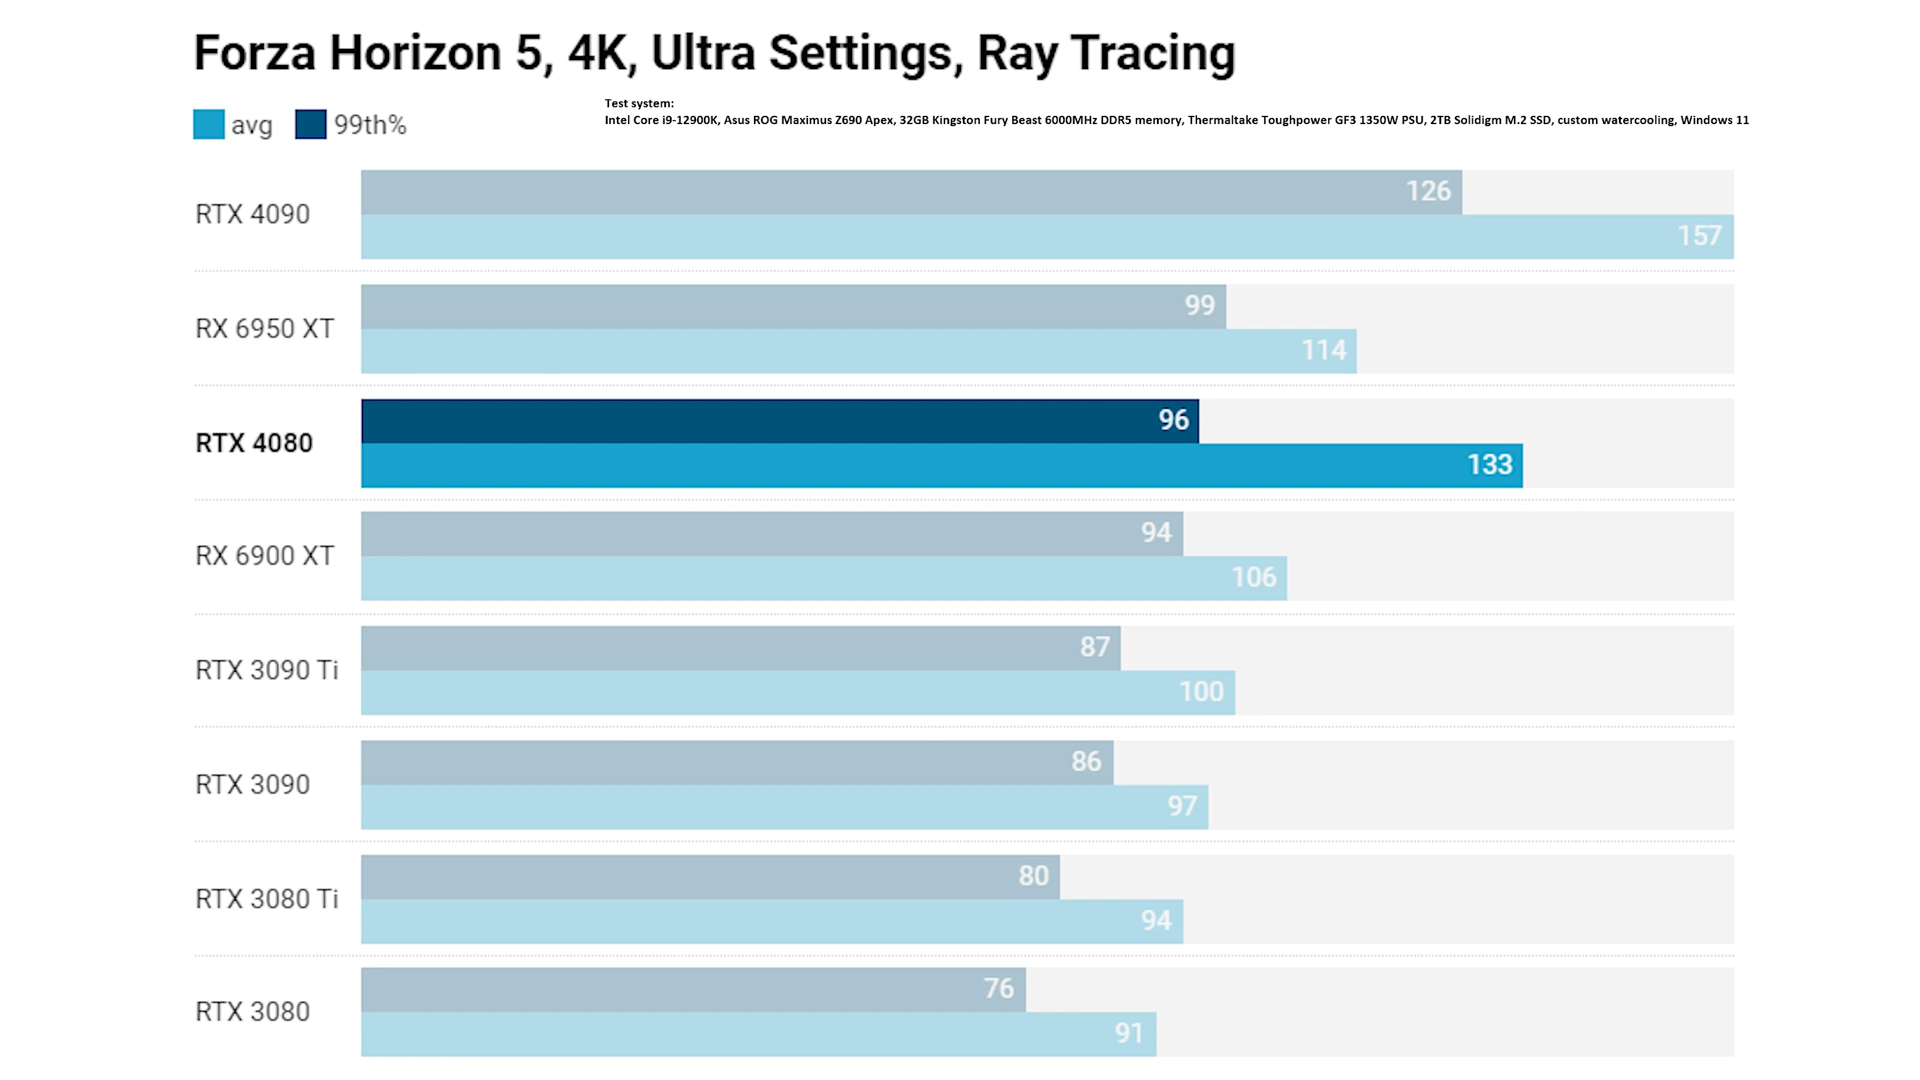 Forza Horizon 5, 4K, Ultra Settings, Ray Tracing
avg 99th%
Test system:
Intel Core i9-12900K, Asus ROG Maximus Z690 Apex, 32GB Kingston Fury Beast 6000MHz DDR5 memory, Thermaltake Toughpower GF3 1350W PSU, 2TB Solidigm M.2 SSD, custom watercooling, Windows 11
RTX 4090
126
157
RX 6950 XT
99
114
RTX 4080
96
133
RX 6900 XT
94
106
RTX 3090 Ti
87
100
RTX 3090
86
97
RTX 3080 Ti
80
94
RTX 3080
76
91